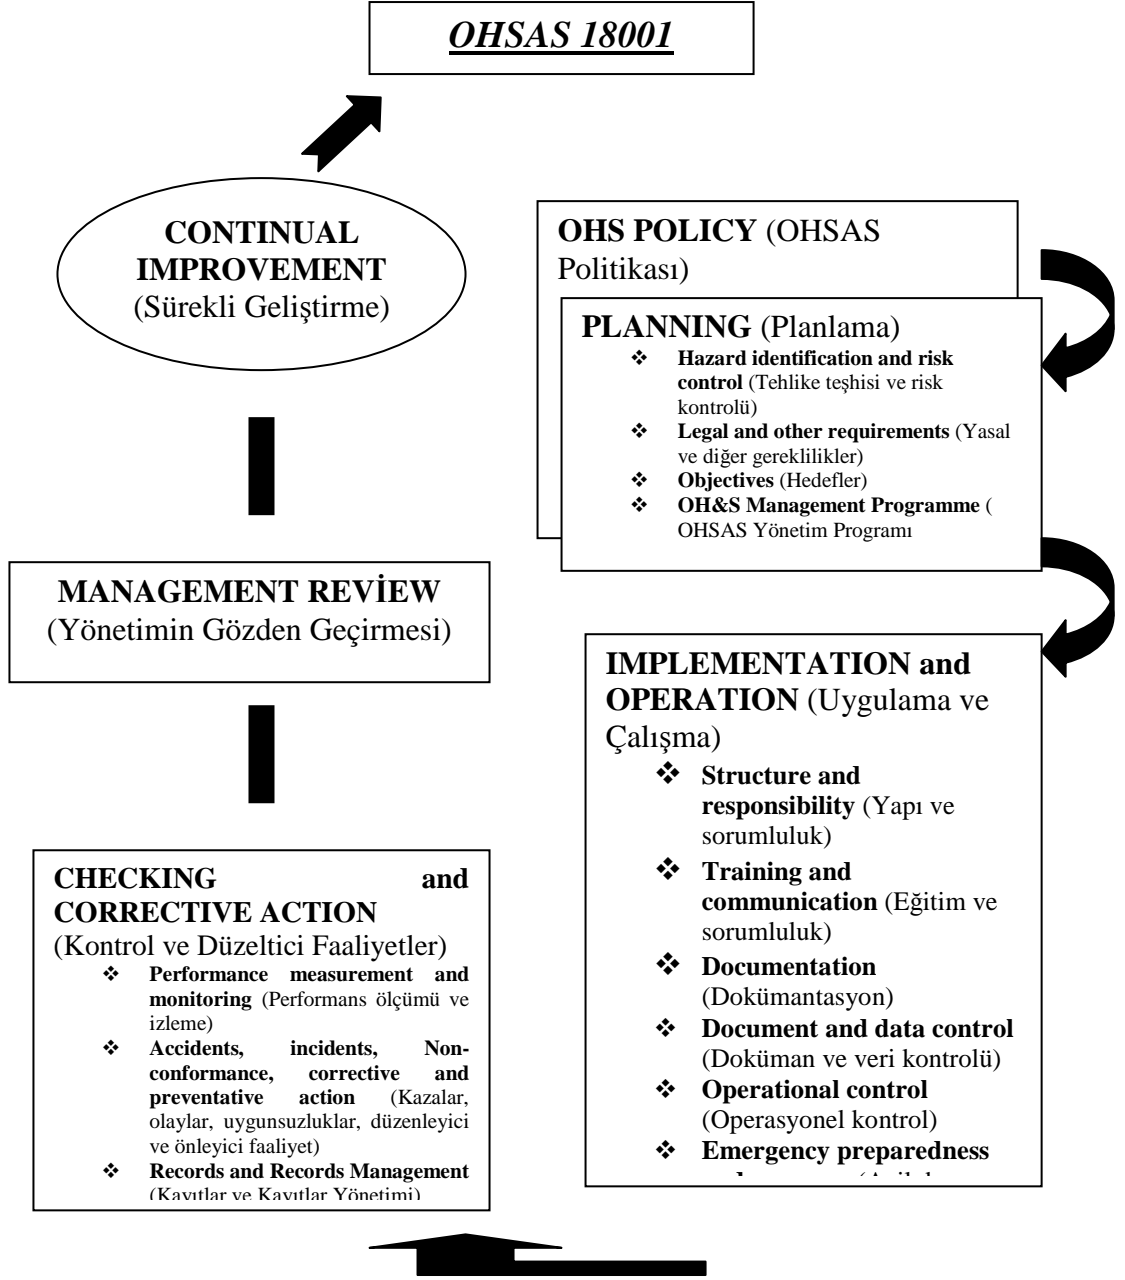 OHSAS 18001
CONTINUAL
IMPROVEMENT
(Sürekli Geliştirme)
OHS POLICY (OHSAS
Politikası)
PLANNING (Planlama)
❖ Hazard identification and risk
control (Tehlike teşhisi ve risk
kontrolü)
❖ Legal and other requirements (Yasal
ve diğer gereklilikler)
❖ Objectives (Hedefler)
❖ OH&S Management Programme (
OHSAS Yönetim Programı
MANAGEMENT REVİEW
(Yönetimin Gözden Geçirmesi)
IMPLEMENTATION and
OPERATION (Uygulama ve
Çalışma)
❖ Structure and
responsibility (Yapı ve
sorumluluk)
❖ Training and
communication (Eğitim ve
sorumluluk)
❖ Documentation
(Dokümantasyon)
❖ Document and data control
(Doküman ve veri kontrolü)
❖ Operational control
(Operasyonel kontrol)
❖ Emergency preparedness
CHECKING and
CORRECTIVE ACTION
(Kontrol ve Düzeltici Faaliyetler)
❖ Performance measurement and
monitoring (Performans ölçümü ve
izleme)
❖ Accidents, incidents, Non-
conformance, corrective and
preventative action (Kazalar,
olaylar, uygunsuzluklar, düzenleyici
ve önleyici faaliyet)
❖ Records and Records Management
(Kayıtlar ve Kayıtlar Yönetimi)